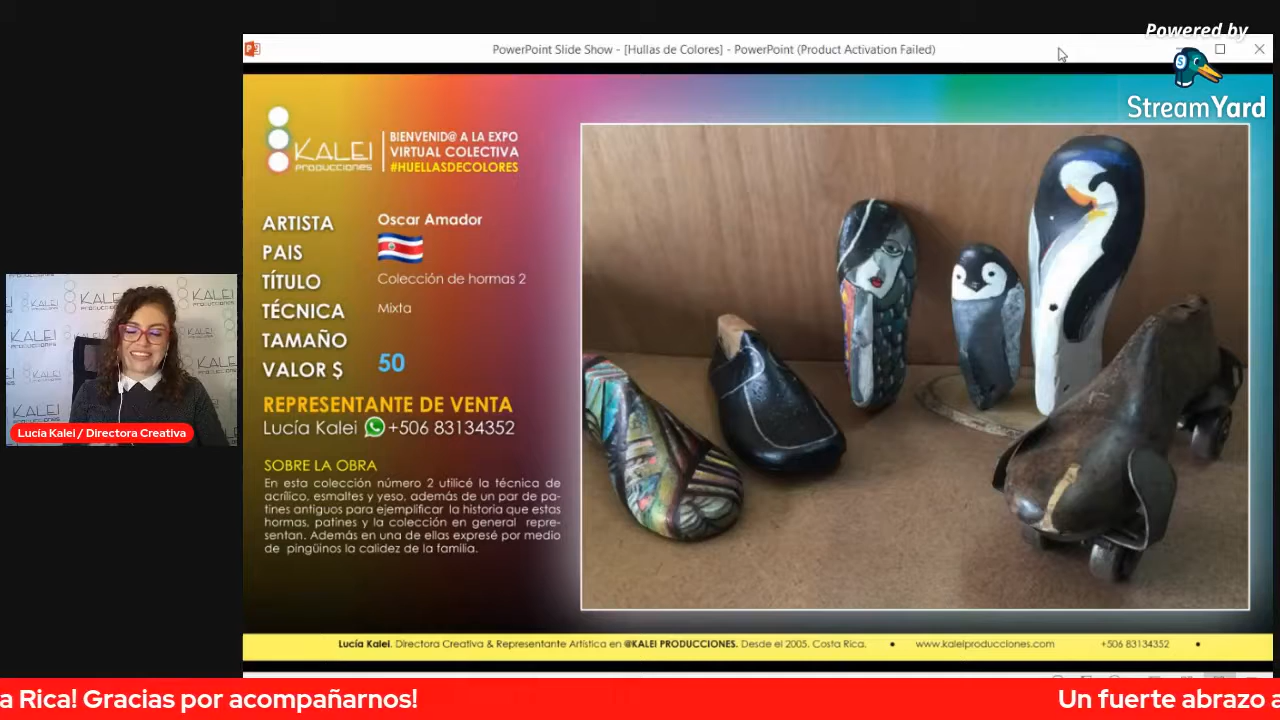 Powered by
StreamYard
PowerPoint Slide Show - [Hullas de Colores] - PowerPoint (Product Activation Failed)
KALEI
PRODUCCIONES
BIENVENID@ A LA EXPO
VIRTUAL COLECTIVA
#HUELLASDECOLORES
ARTISTA Oscar Amador
PAIS
TÍTULO Colección de hormas 2
TÉCNICA Mixta
TAMAÑO
VALOR $ 50
REPRESENTANTE DE VENTA
Lucía Kalei +506 83134352
SOBRE LA OBRA
En esta colección número 2 utilicé la técnica de
acrílico, esmaltes y yeso, además de un par de pa-
tines antiguos para ejemplificar la historia que estas
hormas, patines y la colección en general repre-
sentan. Además en una de ellas expresé por medio
de pingüinos la calidez de la familia.
Lucía Kalei / Directora Creativa
Lucía Kalei. Directora Creativa & Representante Artística en @KALEI PRODUCCIONES. Desde el 2005. Costa Rica. • www.kaleiproducciones.com +506 83134352 •
a Rica! Gracias por acompañarnos! Un fuerte abrazo a